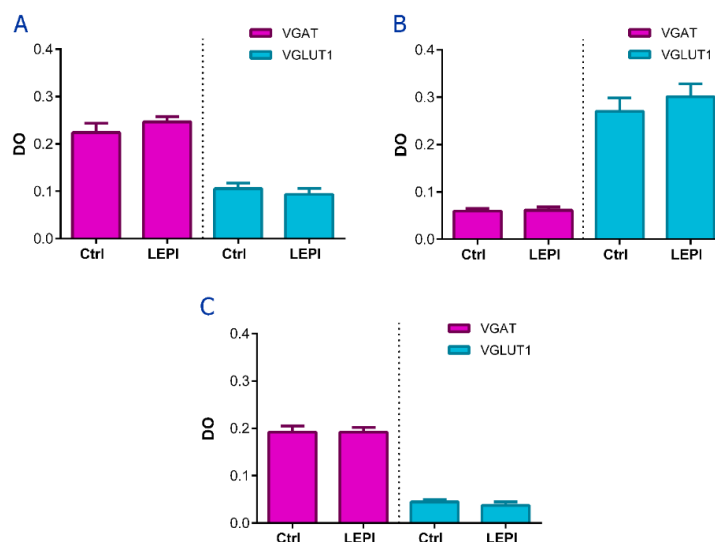 A
VGAT
VGLUT1
0.4
0.3
0.2
0.1
0.0
DO
Ctrl LEPI Ctrl LEPI
B
VGAT
VGLUT1
0.4
0.3
0.2
0.1
0.0
DO
Ctrl LEPI Ctrl LEPI
C
VGAT
VGLUT1
0.4
0.3
0.2
0.1
0.0
DO
Ctrl LEPI Ctrl LEPI